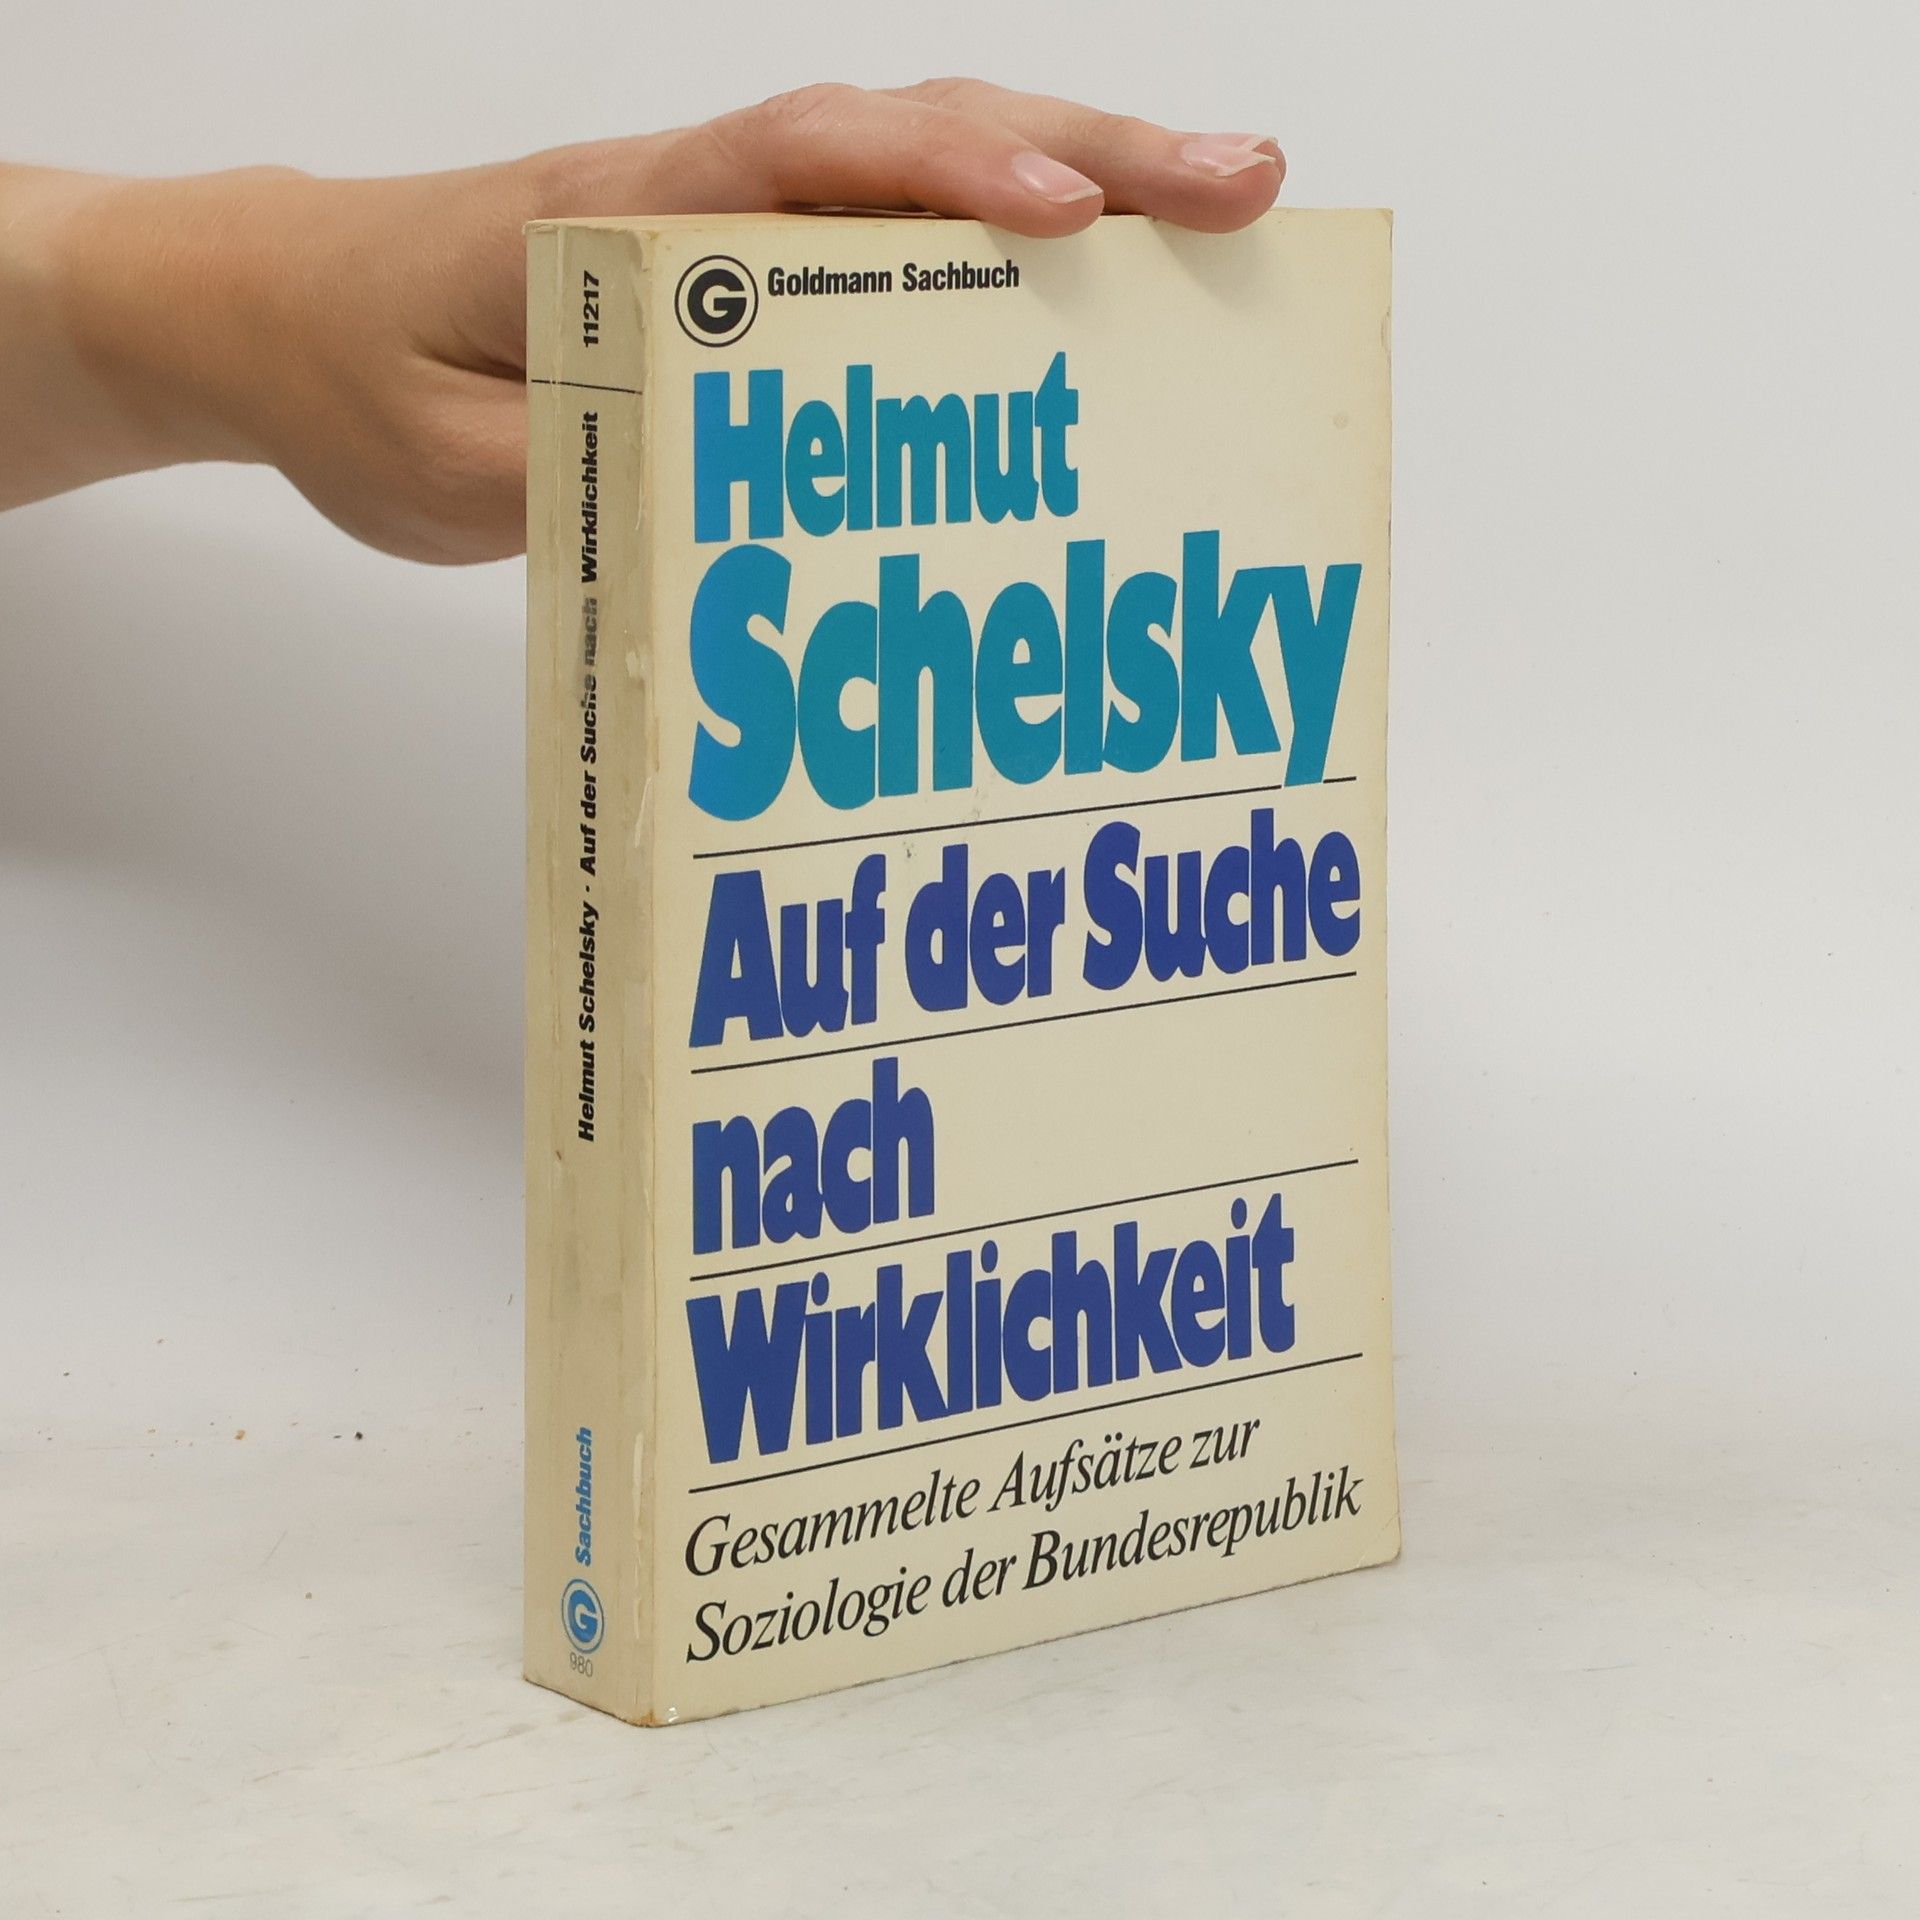 11217
Helmut Schelsky · Auf der Suche nach Wirklichkeit
Sachbuch
G
980
G Goldmann Sachbuch
Helmut
Schelsky
Auf der Suche
nach
Wirklichkeit
Gesammelte Aufsätze zur
Soziologie der Bundesrepublik